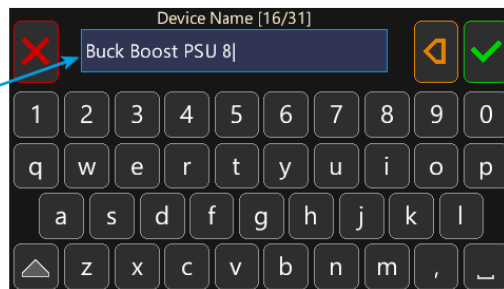 Device Name [16/31]
Buck Boost PSU 8
1 2 3 4 5 6 7 8 9 0
q w e r t y u i o p
a s d f g h j k l
z x c v b n m ,